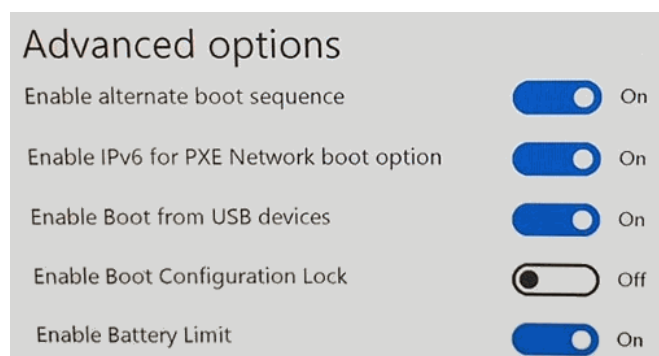 Advanced options
Enable alternate boot sequence On
Enable IPv6 for PXE Network boot option On
Enable Boot from USB devices On
Enable Boot Configuration Lock Off
Enable Battery Limit On